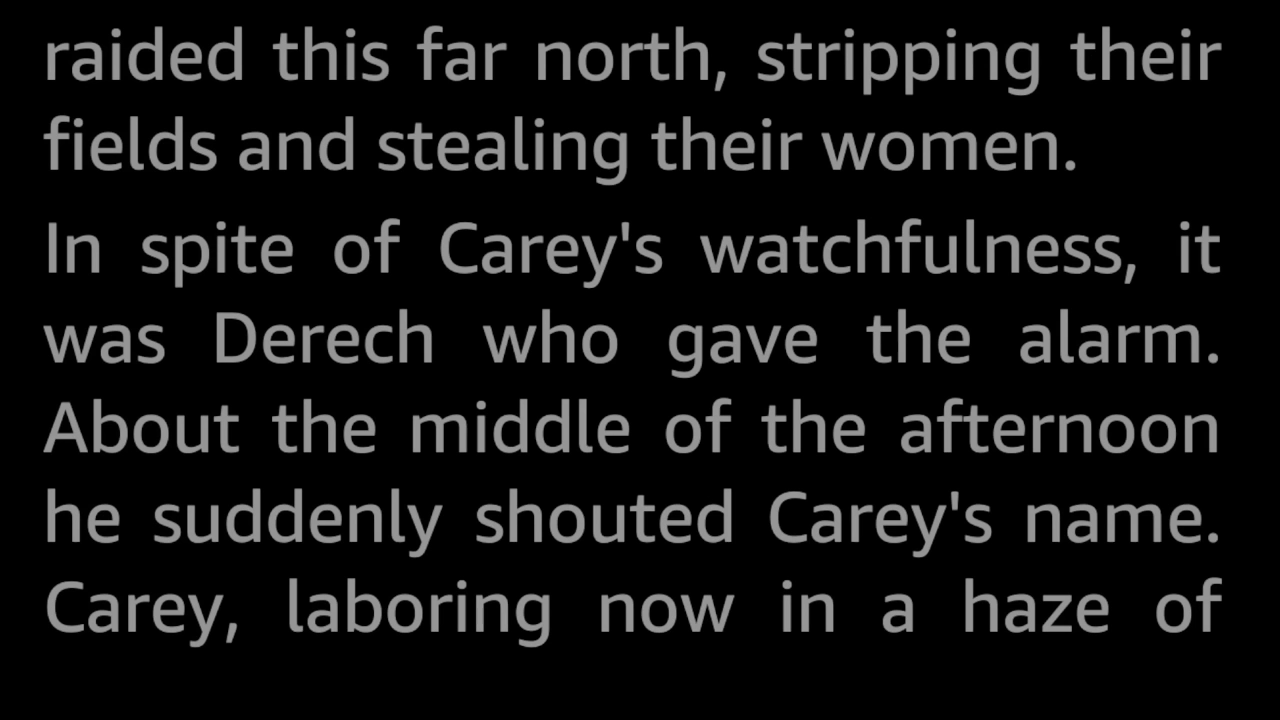 raided this far north, stripping their
fields and stealing their women.
In spite of Carey's watchfulness, it
was Derech who gave the alarm.
About the middle of the afternoon
he suddenly shouted Carey's name.
Carey, laboring now in a haze of